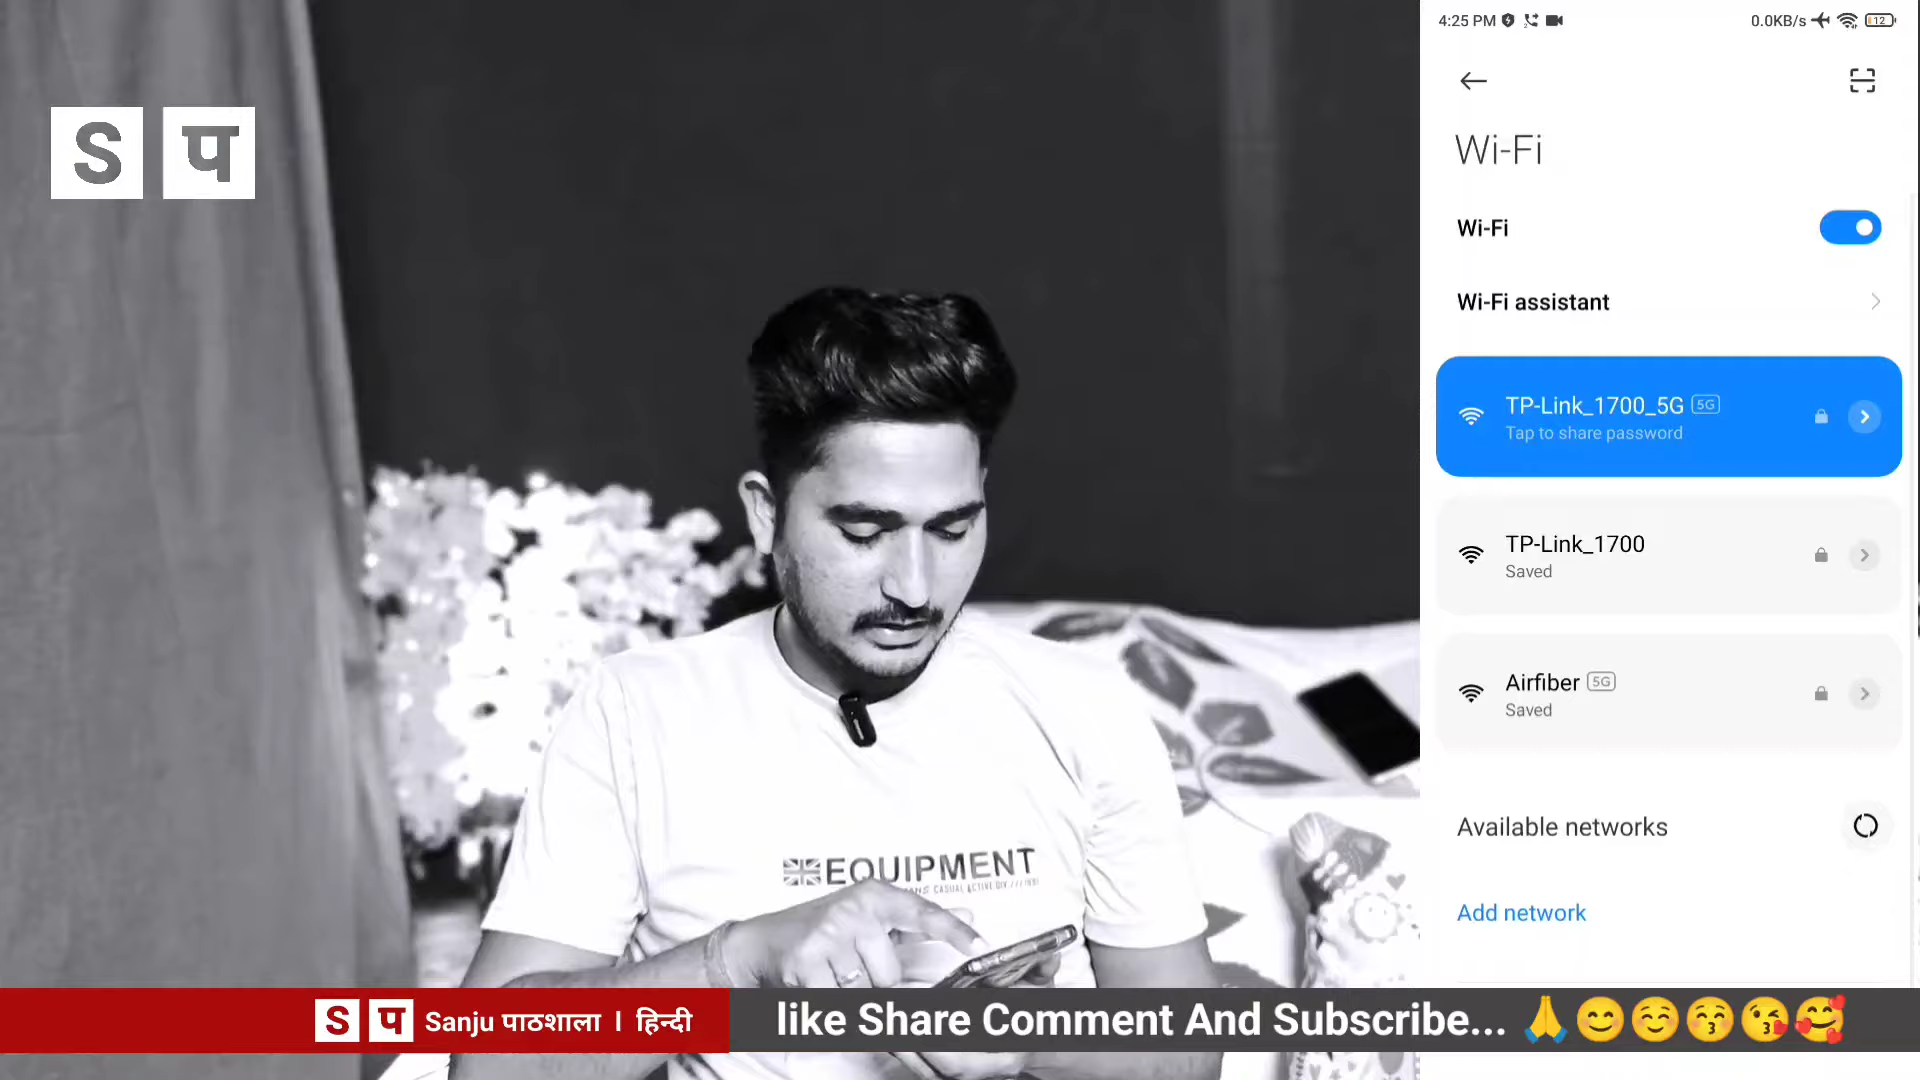 S प
EQUIPMENT
4:25 PM
0.0KB/s
12
Wi-Fi
Wi-Fi
Wi-Fi assistant
TP-Link_1700_5G 5G
Tap to share password
TP-Link_1700
Saved
Airfiber 5G
Saved
Available networks
Add network
S प Sanju पाठशाला । हिन्दी
like Share Comment And Subscribe... 🙏😊☺️😚😘🥰